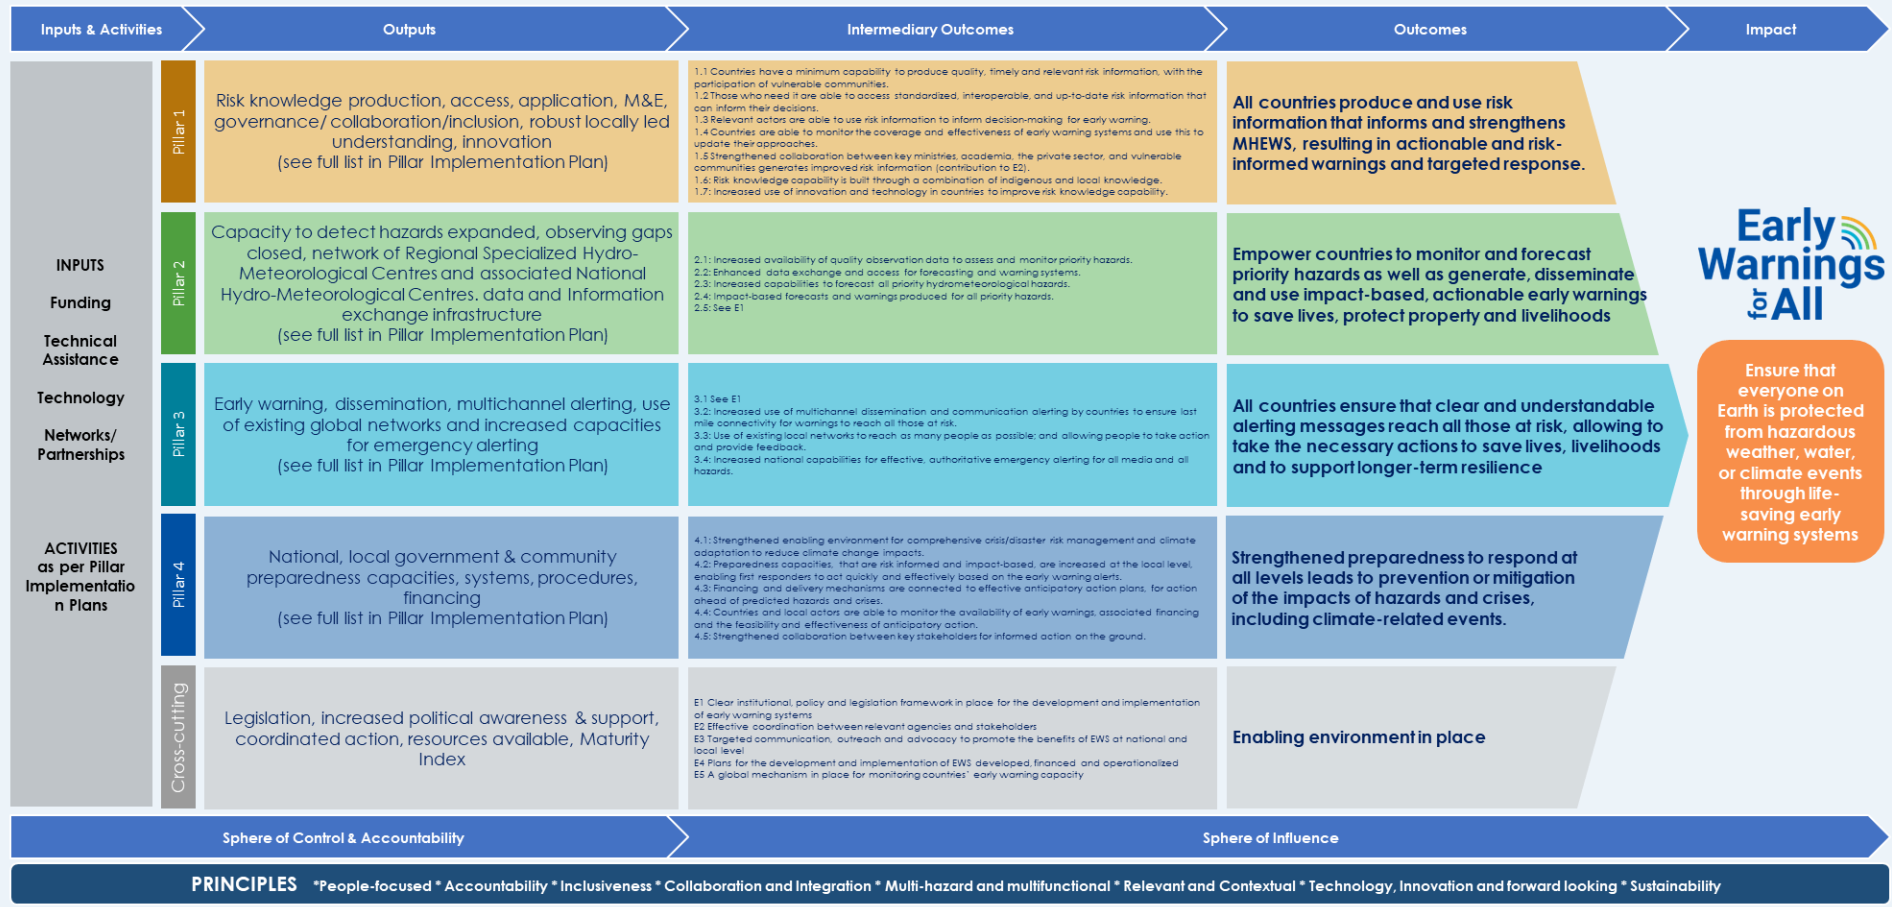 Inputs & Activities
Outputs
Intermediary Outcomes
Outcomes
Impact
INPUTS
Funding
Technical
Assistance
Technology
Networks/
Partnerships
ACTIVITIES
as per Pillar
Implementatio
n Plans
Pillar 1
Risk knowledge production, access, application, M&E,
governance/ collaboration/inclusion, robust locally led
understanding, innovation
(see full list in Pillar Implementation Plan)
1.1 Countries have a minimum capability to produce quality, timely and relevant risk information, with the
participation of vulnerable communities.
1.2 Those who need it are able to access standardized, interoperable, and up-to-date risk information that
can inform their decisions.
1.3 Relevant actors are able to use risk information to inform decision-making for early warning.
1.4 Countries are able to monitor the coverage and effectiveness of early warning systems and use this to
update their approaches.
1.5 Strengthened collaboration between key ministries, academia, the private sector, and vulnerable
communities generates improved risk information (contribution to E2).
1.6: Risk knowledge capability is built through a combination of indigenous and local knowledge.
1.7: Increased use of innovation and technology in countries to improve risk knowledge capability.
All countries produce and use risk
information that informs and strengthens
MHEWS, resulting in actionable and risk-
informed warnings and targeted response.
Pillar 2
Capacity to detect hazards expanded, observing gaps
closed, network of Regional Specialized Hydro-
Meteorological Centres and associated National
Hydro-Meteorological Centres. data and Information
exchange infrastructure
(see full list in Pillar Implementation Plan)
2.1: Increased availability of quality observation data to assess and monitor priority hazards.
2.2: Enhanced data exchange and access for forecasting and warning systems.
2.3: Increased capabilities to forecast all priority hydrometeorological hazards.
2.4: Impact-based forecasts and warnings produced for all priority hazards.
2.5: See E1
Empower countries to monitor and forecast
priority hazards as well as generate, disseminate
and use impact-based, actionable early warnings
to save lives, protect property and livelihoods
Pillar 3
Early warning, dissemination, multichannel alerting, use
of existing global networks and increased capacities
for emergency alerting
(see full list in Pillar Implementation Plan)
3.1 See E1
3.2: Increased use of multichannel dissemination and communication alerting by countries to ensure last
mile connectivity for warnings to reach all those at risk.
3.3: Use of existing local networks to reach as many people as possible; and allowing people to take action
and provide feedback.
3.4: Increased national capabilities for effective, authoritative emergency alerting for all media and all
hazards.
All countries ensure that clear and understandable
alerting messages reach all those at risk, allowing to
take the necessary actions to save lives, livelihoods
and to support longer-term resilience
Pillar 4
National, local government & community
preparedness capacities, systems, procedures,
financing
(see full list in Pillar Implementation Plan)
4.1: Strengthened enabling environment for comprehensive crisis/disaster risk management and climate
adaptation to reduce climate change impacts.
4.2: Preparedness capacities, that are risk informed and impact-based, are increased at the local level,
enabling first responders to act quickly and effectively based on the early warning alerts.
4.3: Financing and delivery mechanisms are connected to effective anticipatory action plans, for action
ahead of predicted hazards and crises.
4.4: Countries and local actors are able to monitor the availability of early warnings, associated financing
and the feasibility and effectiveness of anticipatory action.
4.5: Strengthened collaboration between key stakeholders for informed action on the ground.
Strengthened preparedness to respond at
all levels leads to prevention or mitigation
of the impacts of hazards and crises,
including climate-related events.
Cross-cutting
Legislation, increased political awareness & support,
coordinated action, resources available, Maturity
Index
E1 Clear institutional, policy and legislation framework in place for the development and implementation
of early warning systems
E2 Effective coordination between relevant agencies and stakeholders
E3 Targeted communication, outreach and advocacy to promote the benefits of EWS at national and
local level
E4 Plans for the development and implementation of EWS developed, financed and operationalized
E5 A global mechanism in place for monitoring countries' early warning capacity
Enabling environment in place
Early
Warnings
for All
Ensure that
everyone on
Earth is protected
from hazardous
weather, water,
or climate events
through life-
saving early
warning systems
Sphere of Control & Accountability
Sphere of Influence
PRINCIPLES *People-focused * Accountability * Inclusiveness * Collaboration and Integration * Multi-hazard and multifunctional * Relevant and Contextual * Technology, Innovation and forward looking * Sustainability